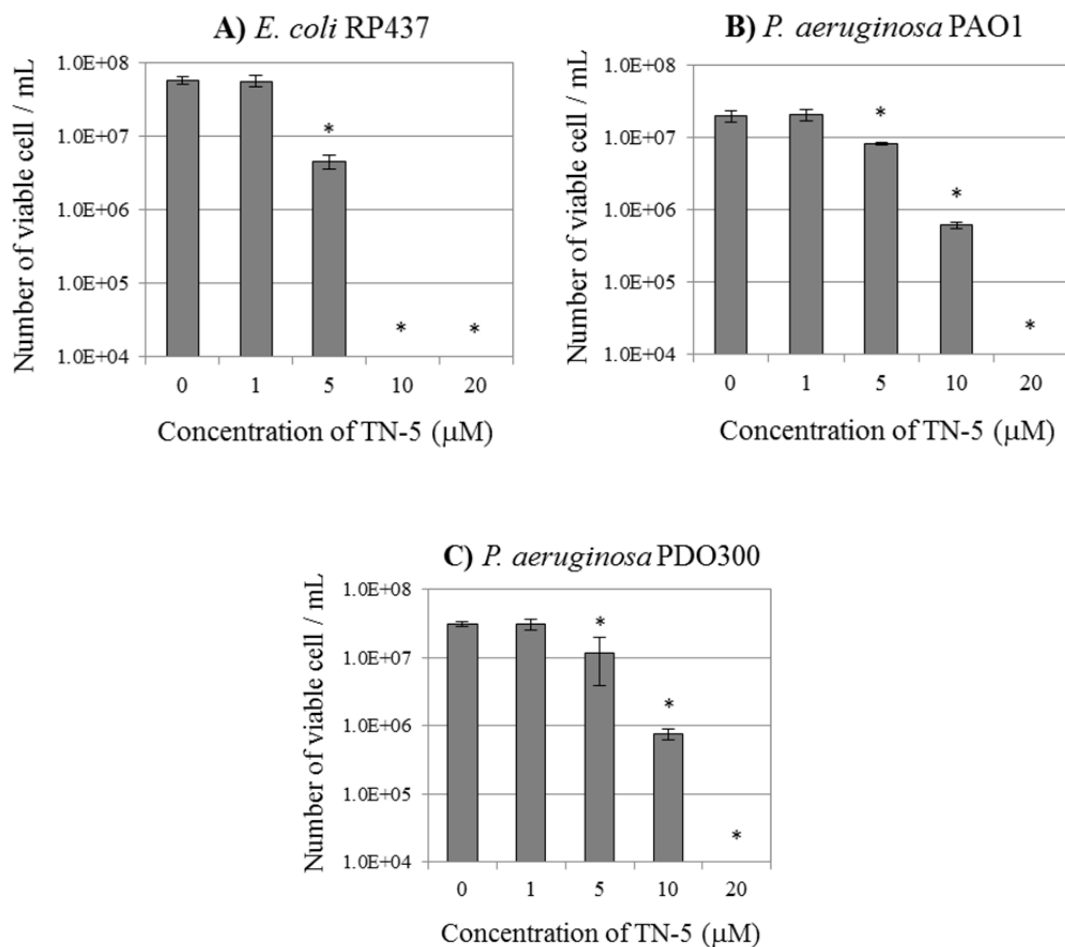 A) E. coli RP437
Number of viable cell / mL
1.0E+08
1.0E+07
1.0E+06
1.0E+05
1.0E+04
*
*
*
0 1 5 10 20
Concentration of TN-5 (μM)
B) P. aeruginosa PAO1
Number of viable cell / mL
1.0E+08
1.0E+07
1.0E+06
1.0E+05
1.0E+04
*
*
*
0 1 5 10 20
Concentration of TN-5 (μM)
C) P. aeruginosa PDO300
Number of viable cell / mL
1.0E+08
1.0E+07
1.0E+06
1.0E+05
1.0E+04
*
*
*
0 1 5 10 20
Concentration of TN-5 (μM)